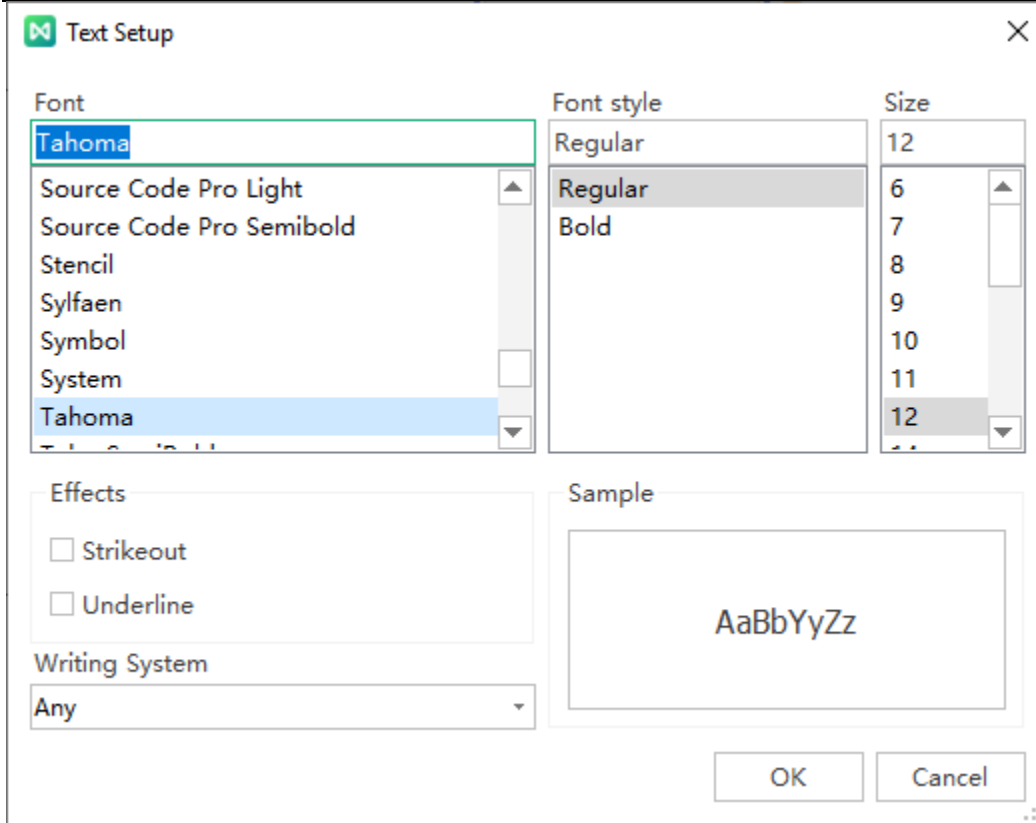 Text Setup
Font
Tahoma
Source Code Pro Light
Source Code Pro Semibold
Stencil
Sylfaen
Symbol
System
Tahoma
Font style
Regular
Regular
Bold
Size
12
6
7
8
9
10
11
12
Effects
Strikeout
Underline
Writing System
Any
Sample
AaBbYyZz
OK
Cancel